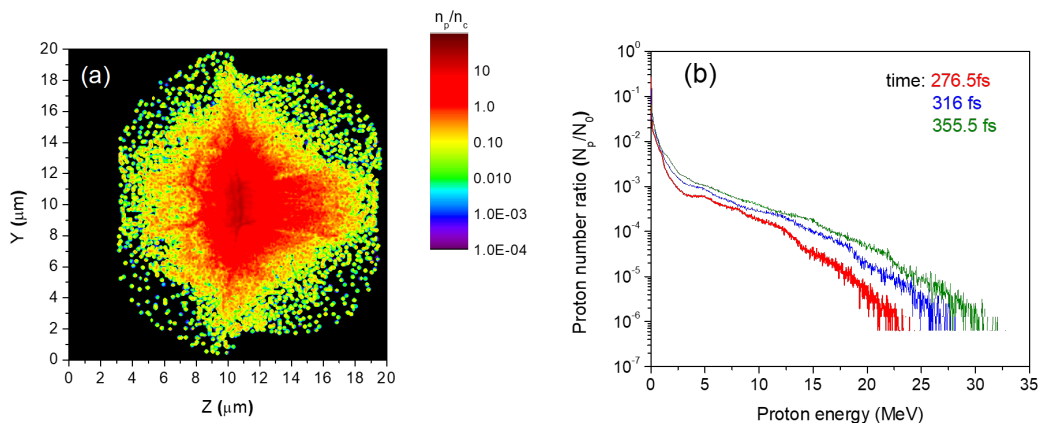 n_p/n_c
(a)
20
18
16
14
12
10
8
6
4
2
0
Y (μm)
0 2 4 6 8 10 12 14 16 18 20
Z (μm)
10
1.0
0.10
0.010
1.0E-03
1.0E-04
(b)
time: 276.5fs
316 fs
355.5 fs
10^0
10^-1
10^-2
10^-3
10^-4
10^-5
10^-6
10^-7
Proton number ratio (N_p/N_0)
0 5 10 15 20 25 30 35
Proton energy (MeV)